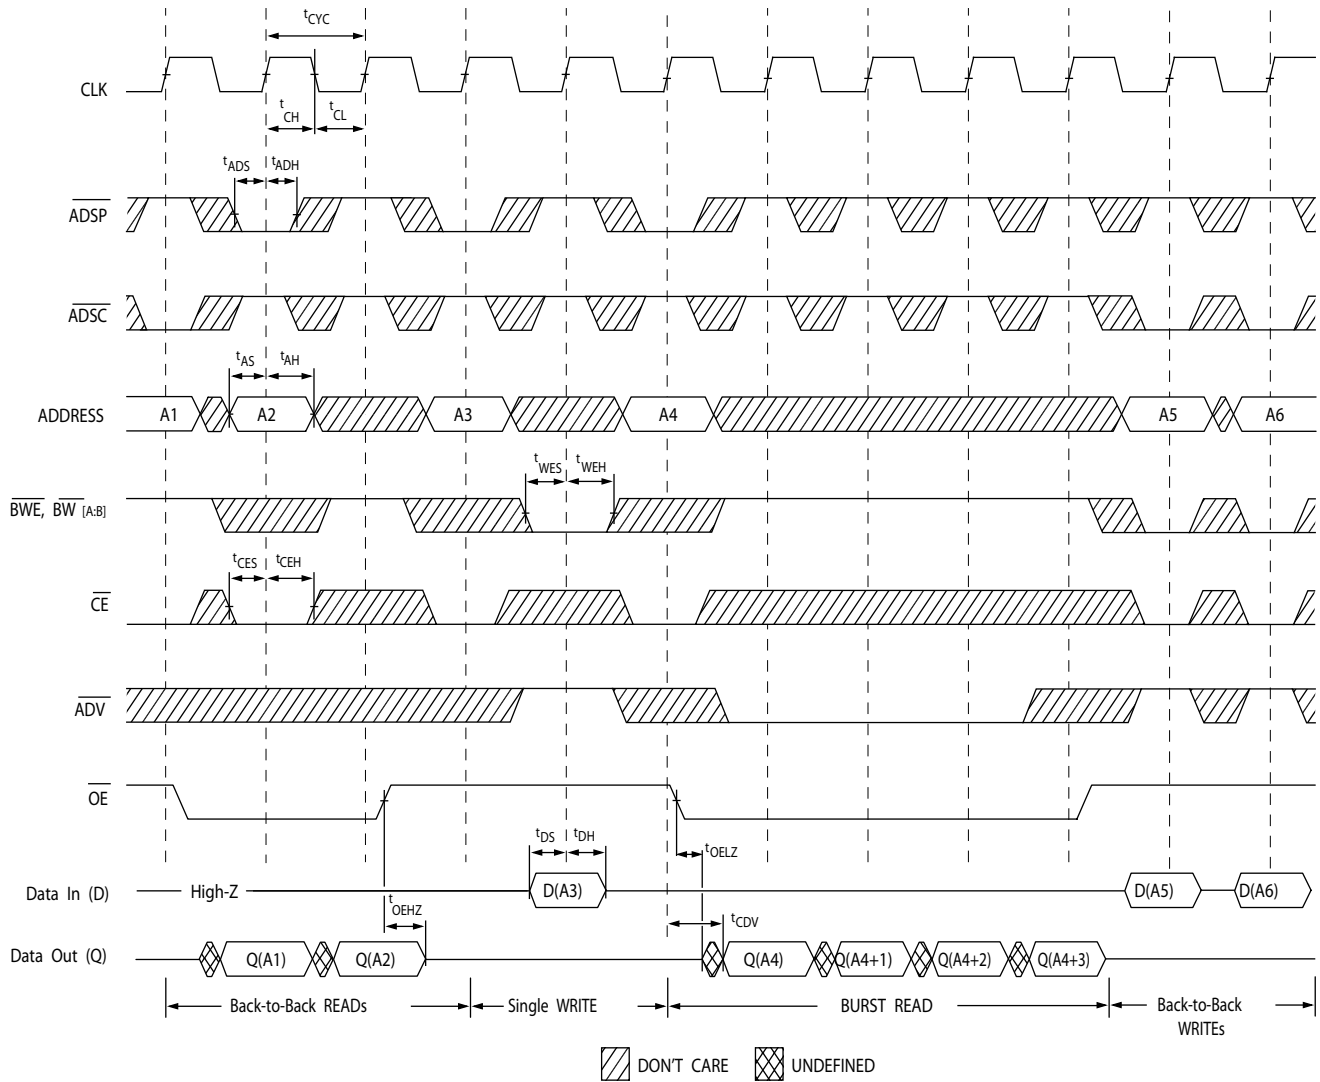 tCYC
CLK
tCH
tCL
tADS
tADH
ADSP
ADSC
tAS
tAH
ADDRESS
A1
A2
A3
A4
A5
A6
tWES
tWEH
BWE, BW [A:B]
tCES
tCEH
CE
ADV
OE
tDS
tDH
tOELZ
Data In (D)
High-Z
D(A3)
D(A5)
D(A6)
tOEHZ
tCDV
Data Out (Q)
Q(A1)
Q(A2)
Q(A4)
Q(A4+1)
Q(A4+2)
Q(A4+3)
Back-to-Back READs
Single WRITE
BURST READ
Back-to-Back
WRITEs
DON'T CARE
UNDEFINED